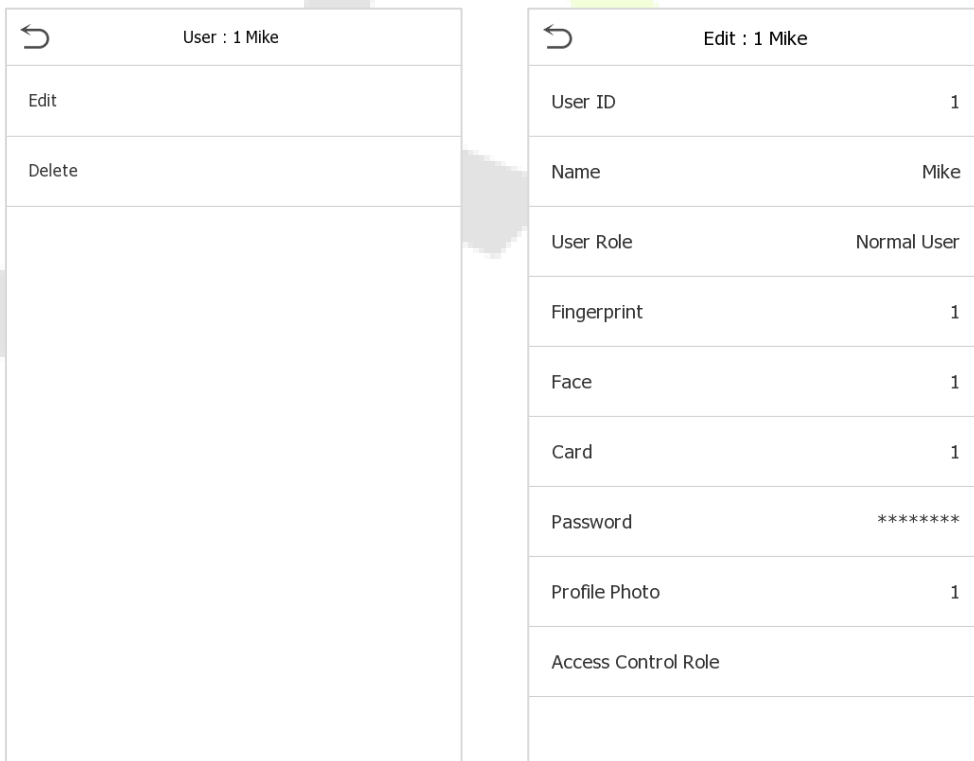 User : 1 Mike
Edit
Delete
Edit : 1 Mike
User ID 1
Name Mike
User Role Normal User
Fingerprint 1
Face 1
Card 1
Password ********
Profile Photo 1
Access Control Role